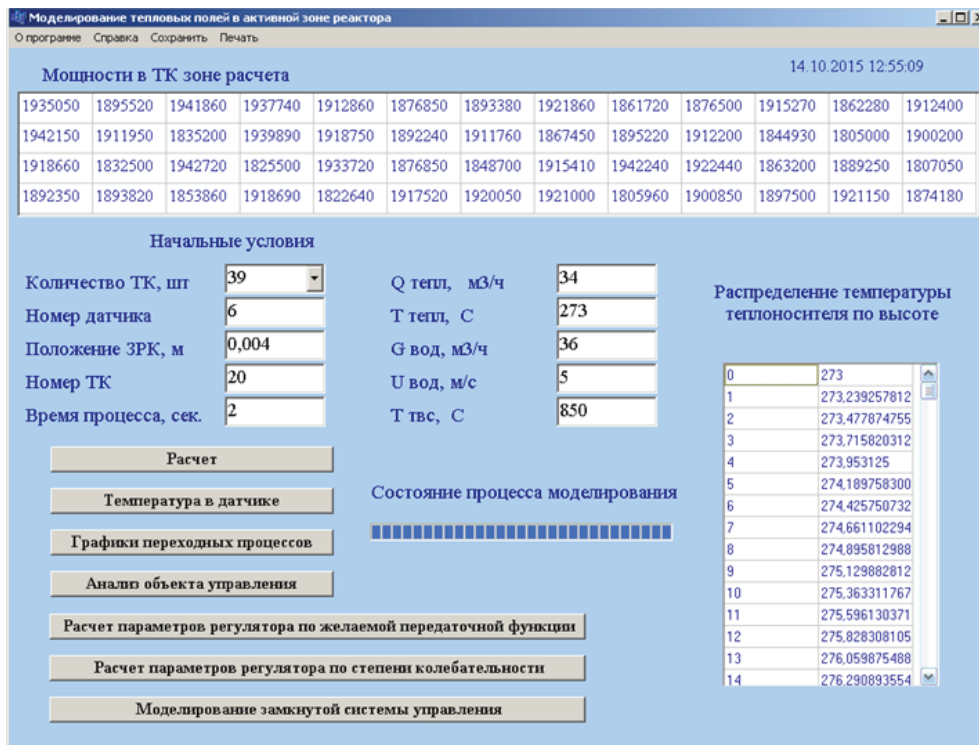 Моделирование тепловых полей в активной зоне реактора
О программе Справка Сохранить Печать
Мощности в ТК зоне расчета
14.10.2015 12:55:09
1935050 1895520 1941860 1937740 1912860 1876850 1893380 1921860 1861720 1876500 1915270 1862280 1912400
1942150 1911950 1835200 1939890 1918750 1892240 1911760 1867450 1895220 1912200 1844930 1805000 1900200
1918660 1832500 1942720 1825500 1933720 1876850 1848700 1915410 1942240 1922440 1863200 1889250 1807050
1892350 1893820 1853860 1918690 1822640 1917520 1920050 1921000 1805960 1900850 1897500 1921150 1874180
Начальные условия
Количество ТК, шт 39
Номер датчика 6
Положение ЗРК, м 0,004
Номер ТК 20
Время процесса, сек. 2
Q тепл, м3/ч 34
T тепл, С 273
G вод, м3/ч 36
U вод, м/с 5
Т твс, С 850
Расчет
Температура в датчике
Графики переходных процессов
Анализ объекта управления
Расчет параметров регулятора по желаемой передаточной функции
Расчет параметров регулятора по степени колебательности
Моделирование замкнутой системы управления
Состояние процесса моделирования
Распределение температуры
теплоносителя по высоте
0 273
1 273,239257812
2 273,477874755
3 273,715820312
4 273,953125
5 274,189758300
6 274,425750732
7 274,661102294
8 274,895812988
9 275,129882812
10 275,363311767
11 275,596130371
12 275,828308105
13 276,059875488
14 276,290893554